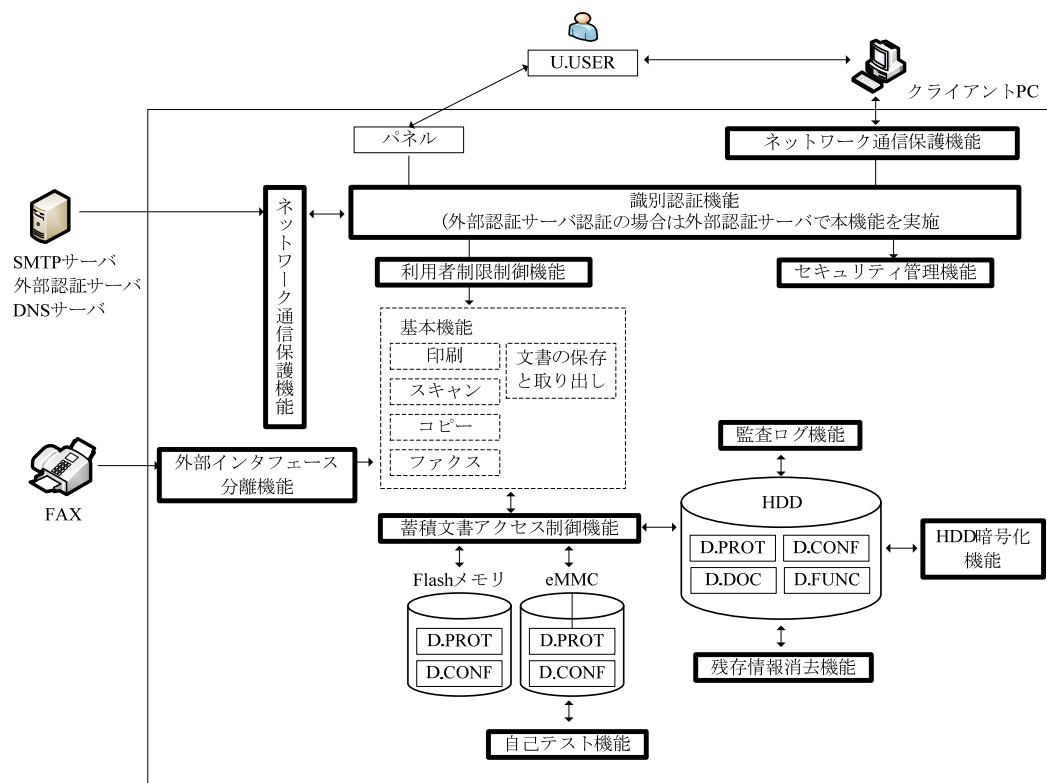 U.USER
クライアントPC
パネル
ネットワーク通信保護機能
識別認証機能
(外部認証サーバ認証の場合は外部認証サーバで本機能を実施
ネットワーク通信保護機能
SMTPサーバ
外部認証サーバ
DNSサーバ
利用者制限制御機能
セキュリティ管理機能
基本機能
印刷
スキャン
コピー
ファクス
文書の保存
と取り出し
監査ログ機能
外部インタフェース
分離機能
FAX
HDD
D.PROT
D.CONF
D.DOC
D.FUNC
蓄積文書アクセス制御機能
HDD暗号化
機能
Flashメモリ
D.PROT
D.CONF
eMMC
D.PROT
D.CONF
残存情報消去機能
自己テスト機能